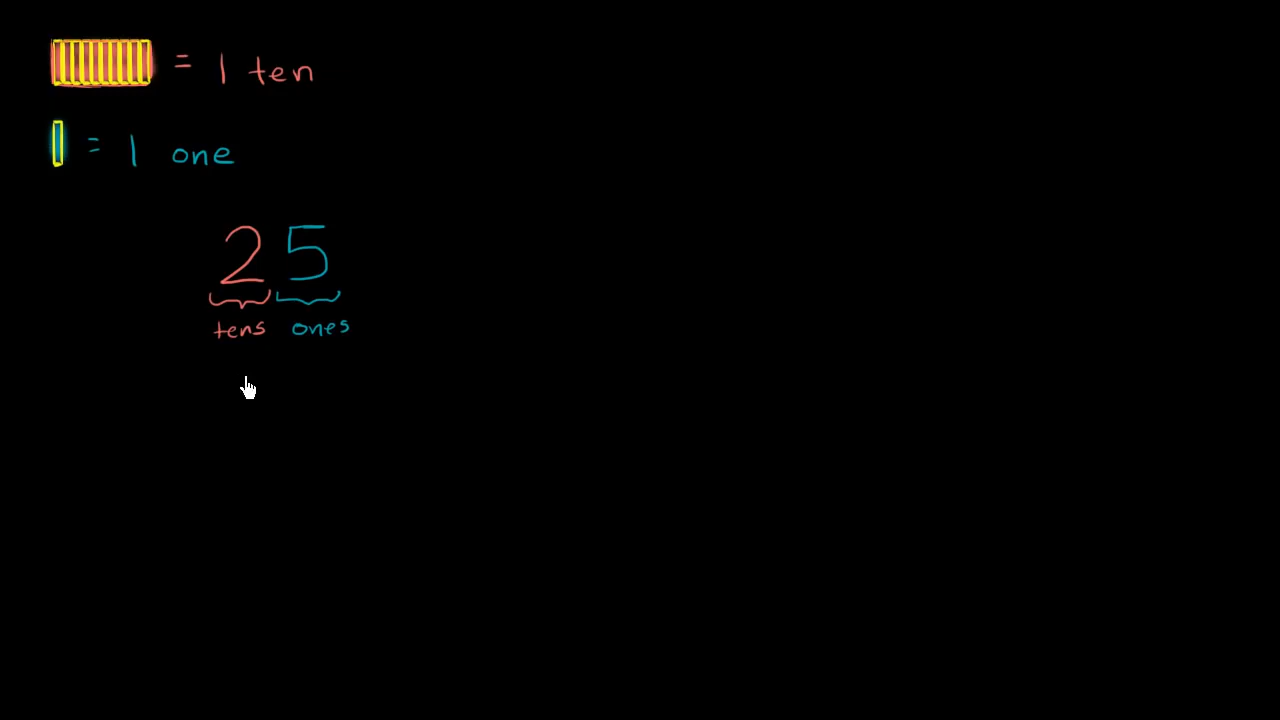 = 1 ten
= 1 one
25
tens ones